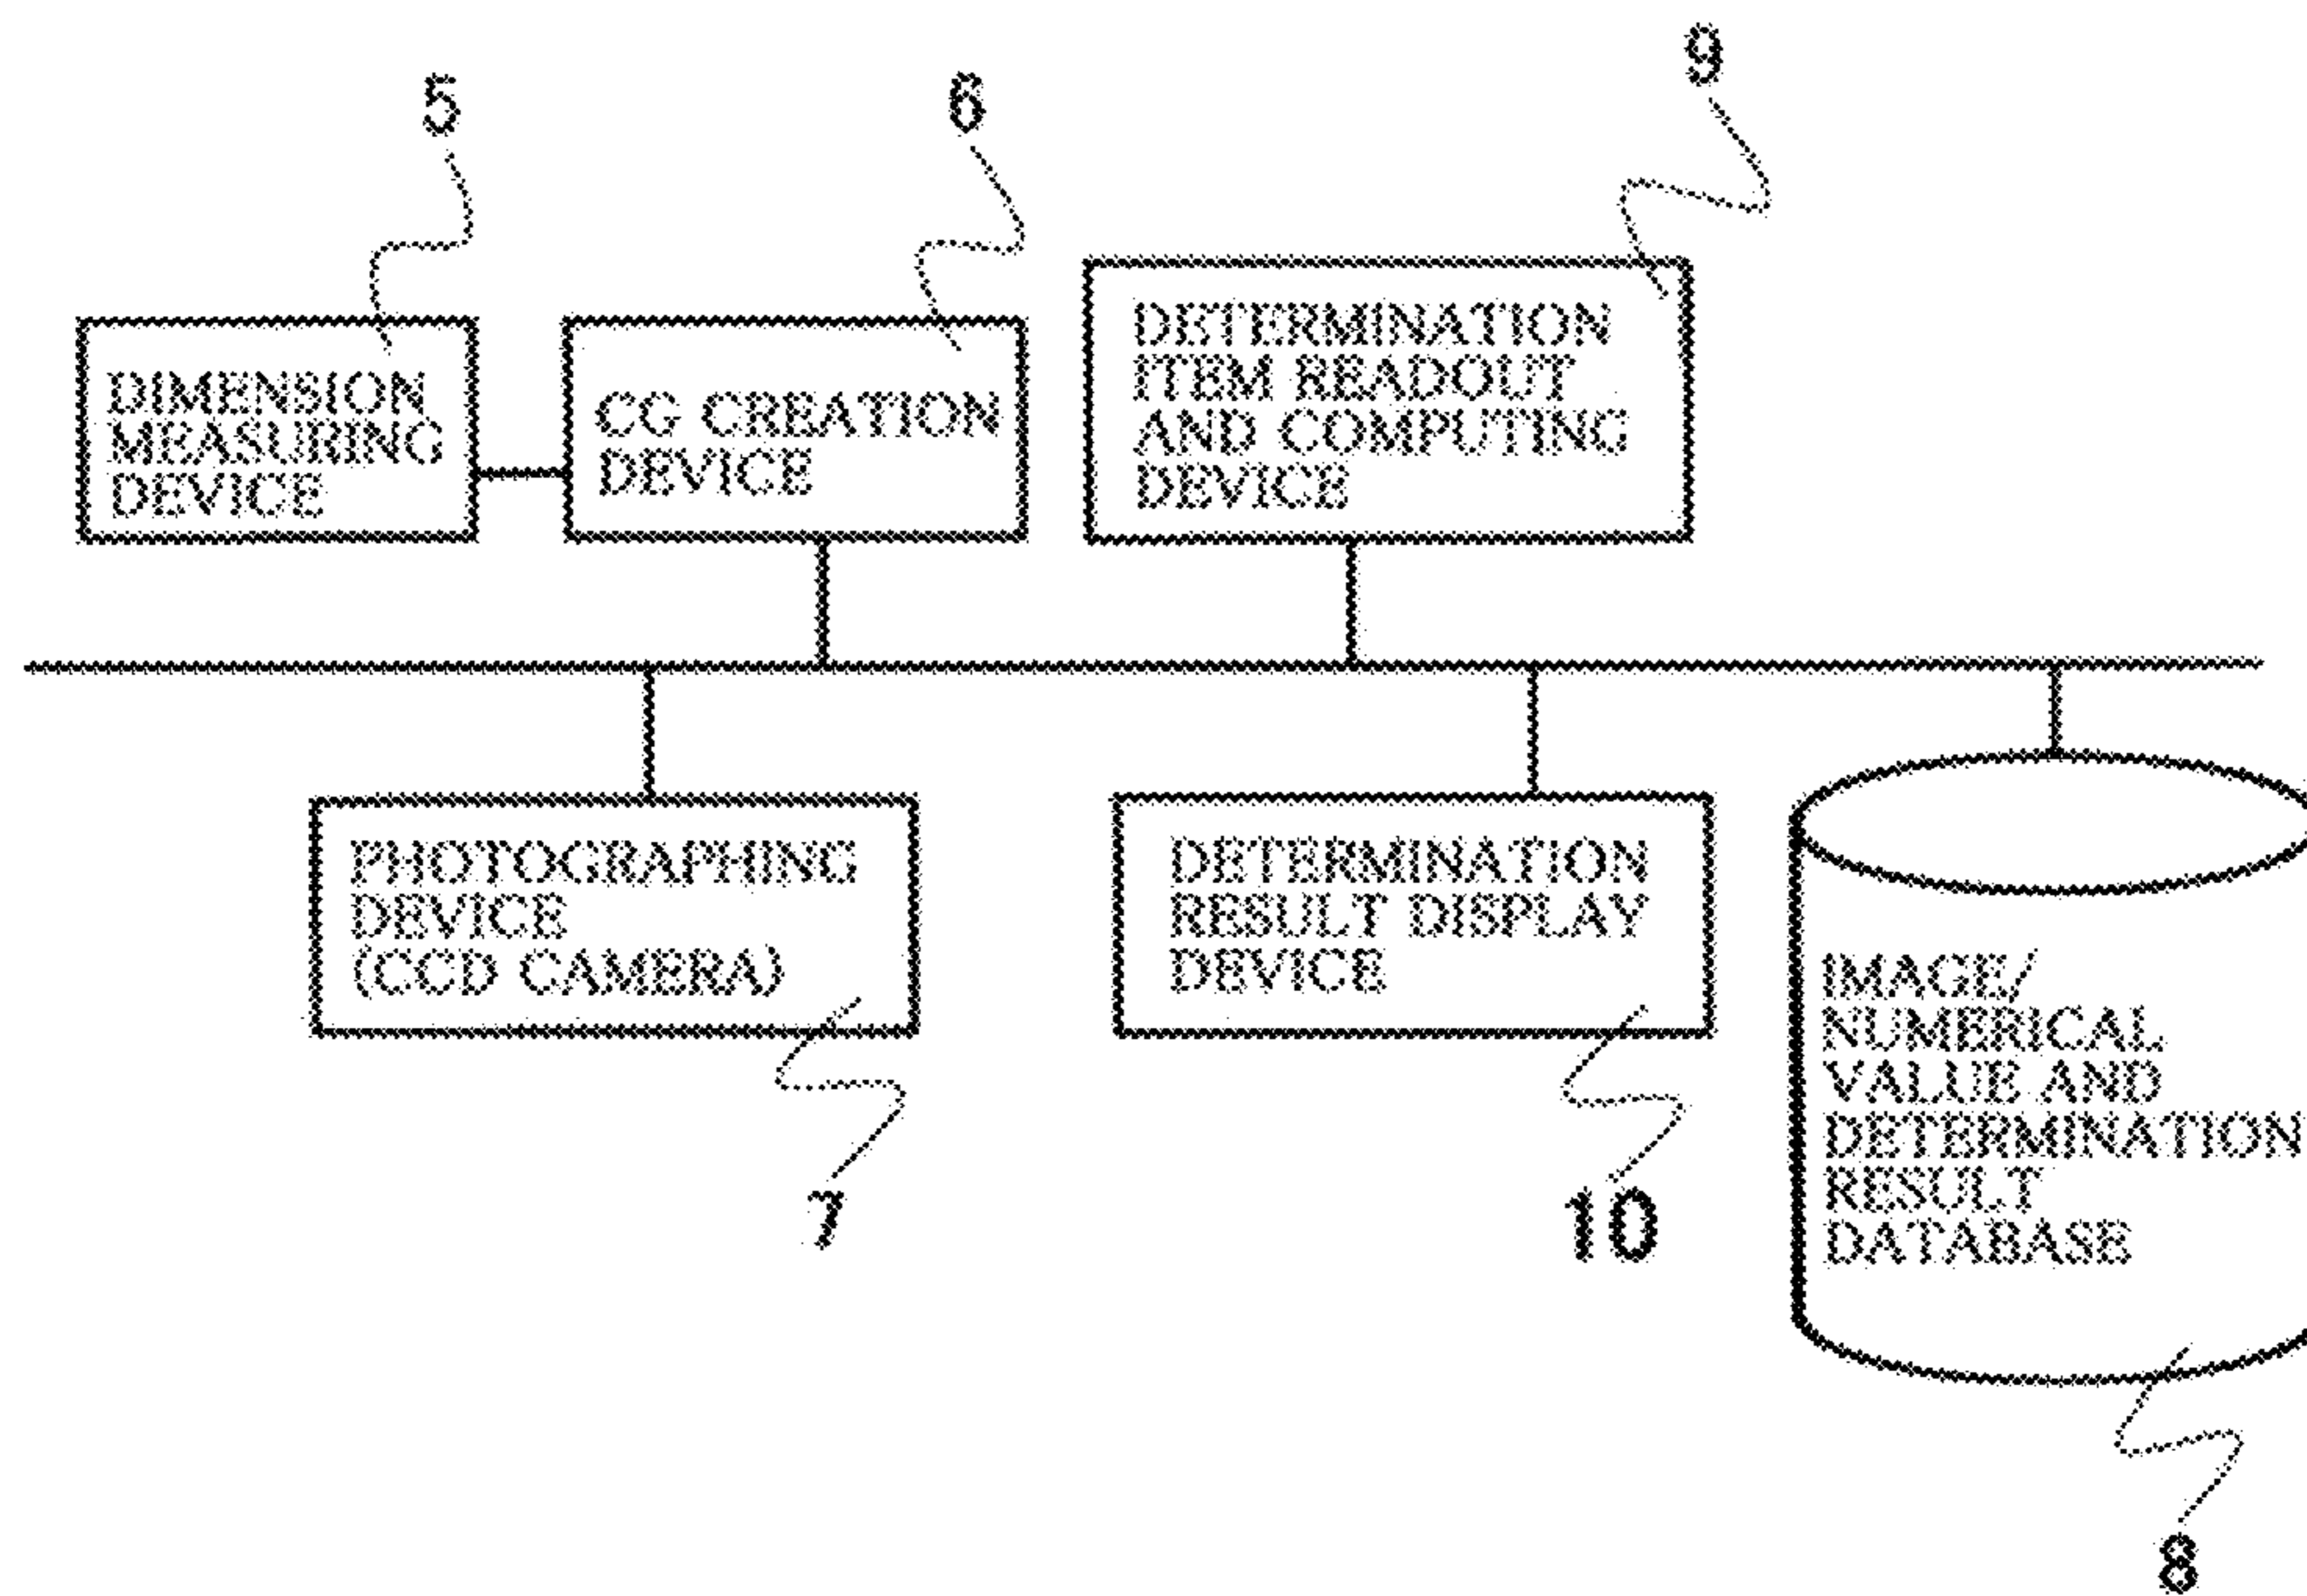 5
6
9
DIMENSION
MEASURING
DEVICE
CG CREATION
DEVICE
DETERMINATION
ITEM READOUT
AND COMPUTING
DEVICE
PHOTOGRAPHING
DEVICE
(CCD CAMERA)
DETERMINATION
RESULT DISPLAY
DEVICE
IMAGE/
NUMERICAL
VALUE AND
DETERMINATION
RESULT
DATABASE
7
10
8